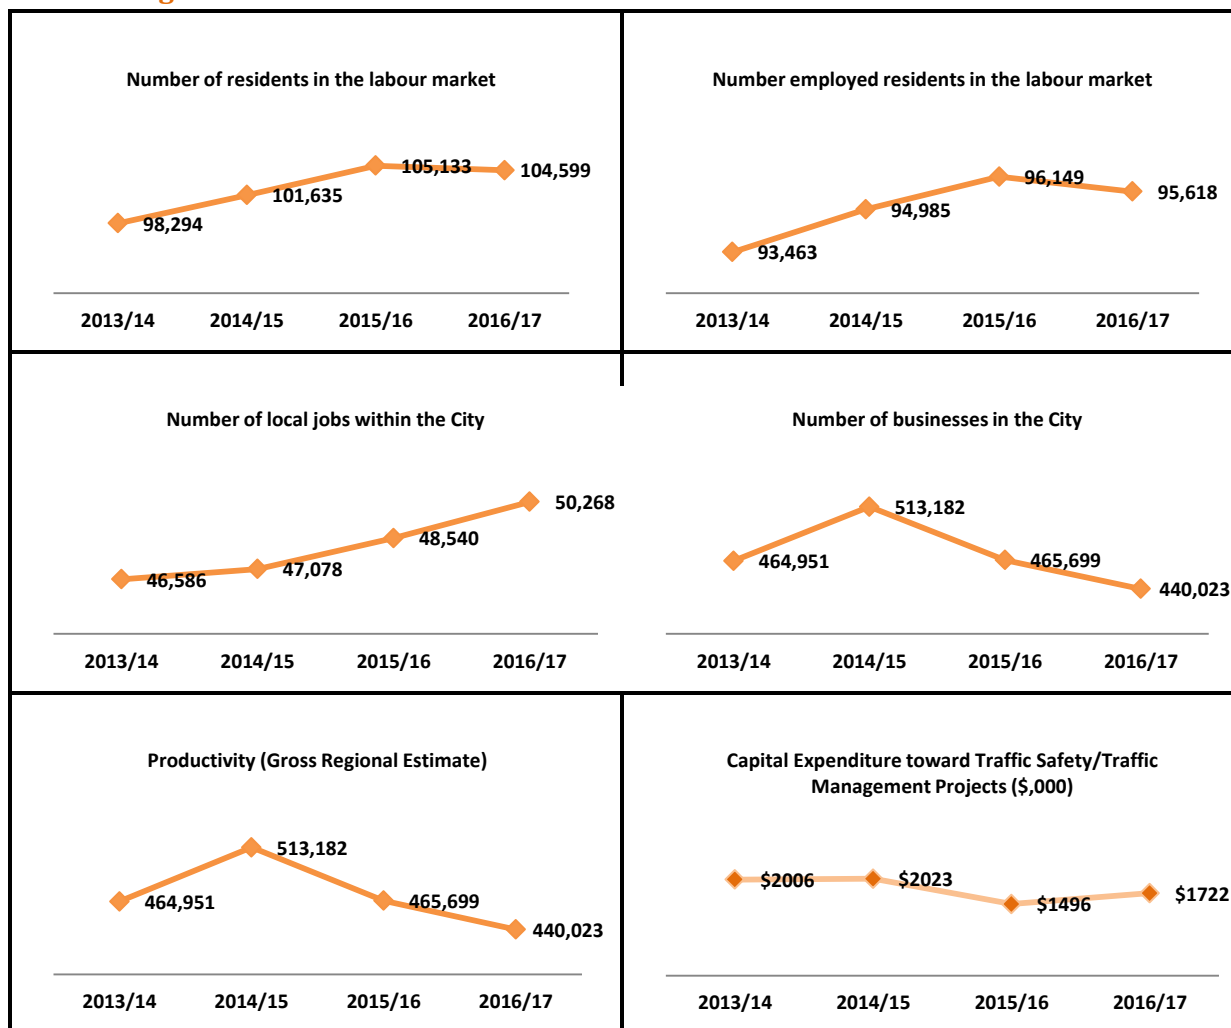 Number of residents in the labour market
98,294
101,635
105,133
104,599
2013/14 2014/15 2015/16 2016/17
Number employed residents in the labour market
93,463
94,985
96,149
95,618
2013/14 2014/15 2015/16 2016/17
Number of local jobs within the City
46,586
47,078
48,540
50,268
2013/14 2014/15 2015/16 2016/17
Number of businesses in the City
464,951
513,182
465,699
440,023
2013/14 2014/15 2015/16 2016/17
Productivity (Gross Regional Estimate)
464,951
513,182
465,699
440,023
2013/14 2014/15 2015/16 2016/17
Capital Expenditure toward Traffic Safety/Traffic
Management Projects ($,000)
$2006
$2023
$1496
$1722
2013/14 2014/15 2015/16 2016/17